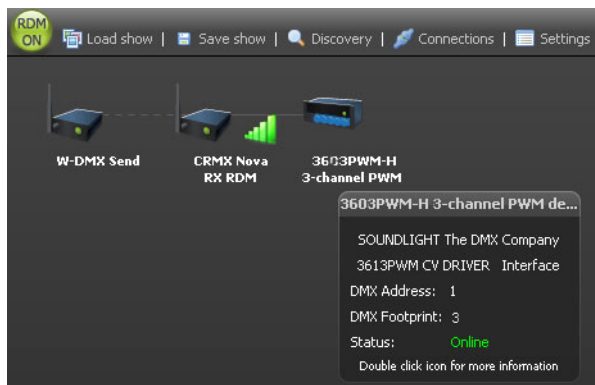 RDM
ON
Load show | Save show | Discovery | Connections | Settings
W-DMX Send
CRMX Nova
RX RDM
3603PWM-H
3-channel PWM
3603PWM-H 3-channel PWM de...
SOUNDLIGHT The DMX Company
3613PWM CV DRIVER Interface
DMX Address: 1
DMX Footprint: 3
Status: Online
Double click icon for more information